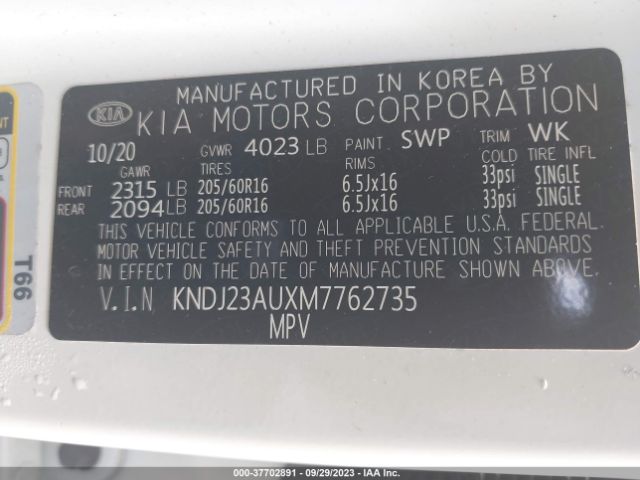 MANUFACTURED IN KOREA BY
KIA KIA MOTORS CORPORATION
10/20 GVWR 4023 LB PAINT SWP TRIM WK
GAWR TIRES RIMS COLD TIRE INFL
FRONT 2315 LB 205/60R16 6.5Jx16 33psi SINGLE
REAR 2094 LB 205/60R16 6.5Jx16 33psi SINGLE
THIS VEHICLE CONFORMS TO ALL APPLICABLE U.S.A. FEDERAL
MOTOR VEHICLE SAFETY AND THEFT PREVENTION STANDARDS
IN EFFECT ON THE DATE OF MANUFACTURE SHOWN ABOVE.
V.I.N KNDJ23AUXM7762735
MPV
T66
000-37702891 | 09/29/2023 | IAA